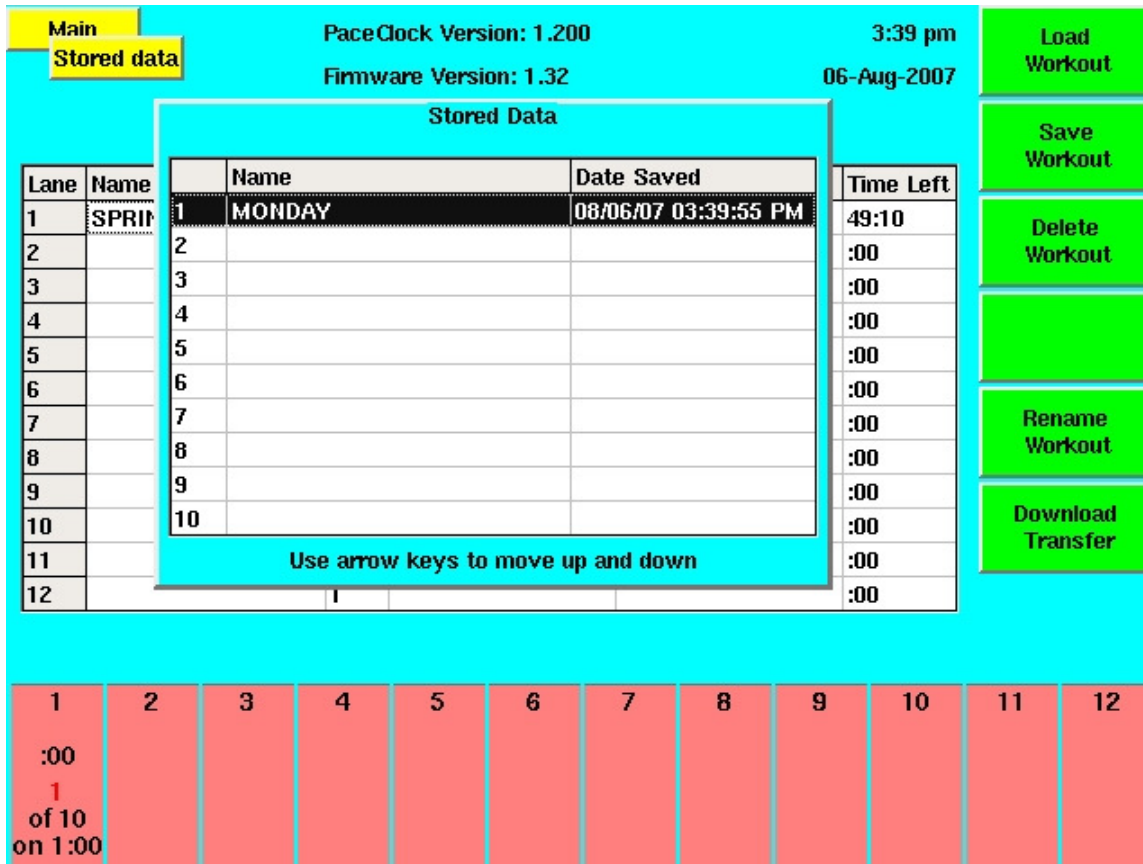 Main
Stored data
PaceClock Version: 1.200
3:39 pm
Firmware Version: 1.32
06-Aug-2007
Load
Workout
Save
Workout
Delete
Workout
Rename
Workout
Download
Transfer
Stored Data
Name Date Saved
1 MONDAY 08/06/07 03:39:55 PM
2
3
4
5
6
7
8
9
10
Use arrow keys to move up and down
Lane Name Time Left
1 49:10
2 :00
3 :00
4 :00
5 :00
6 :00
7 :00
8 :00
9 :00
10 :00
11 :00
12 :00
1 2 3 4 5 6 7 8 9 10 11 12
:00
1
of 10
on 1:00